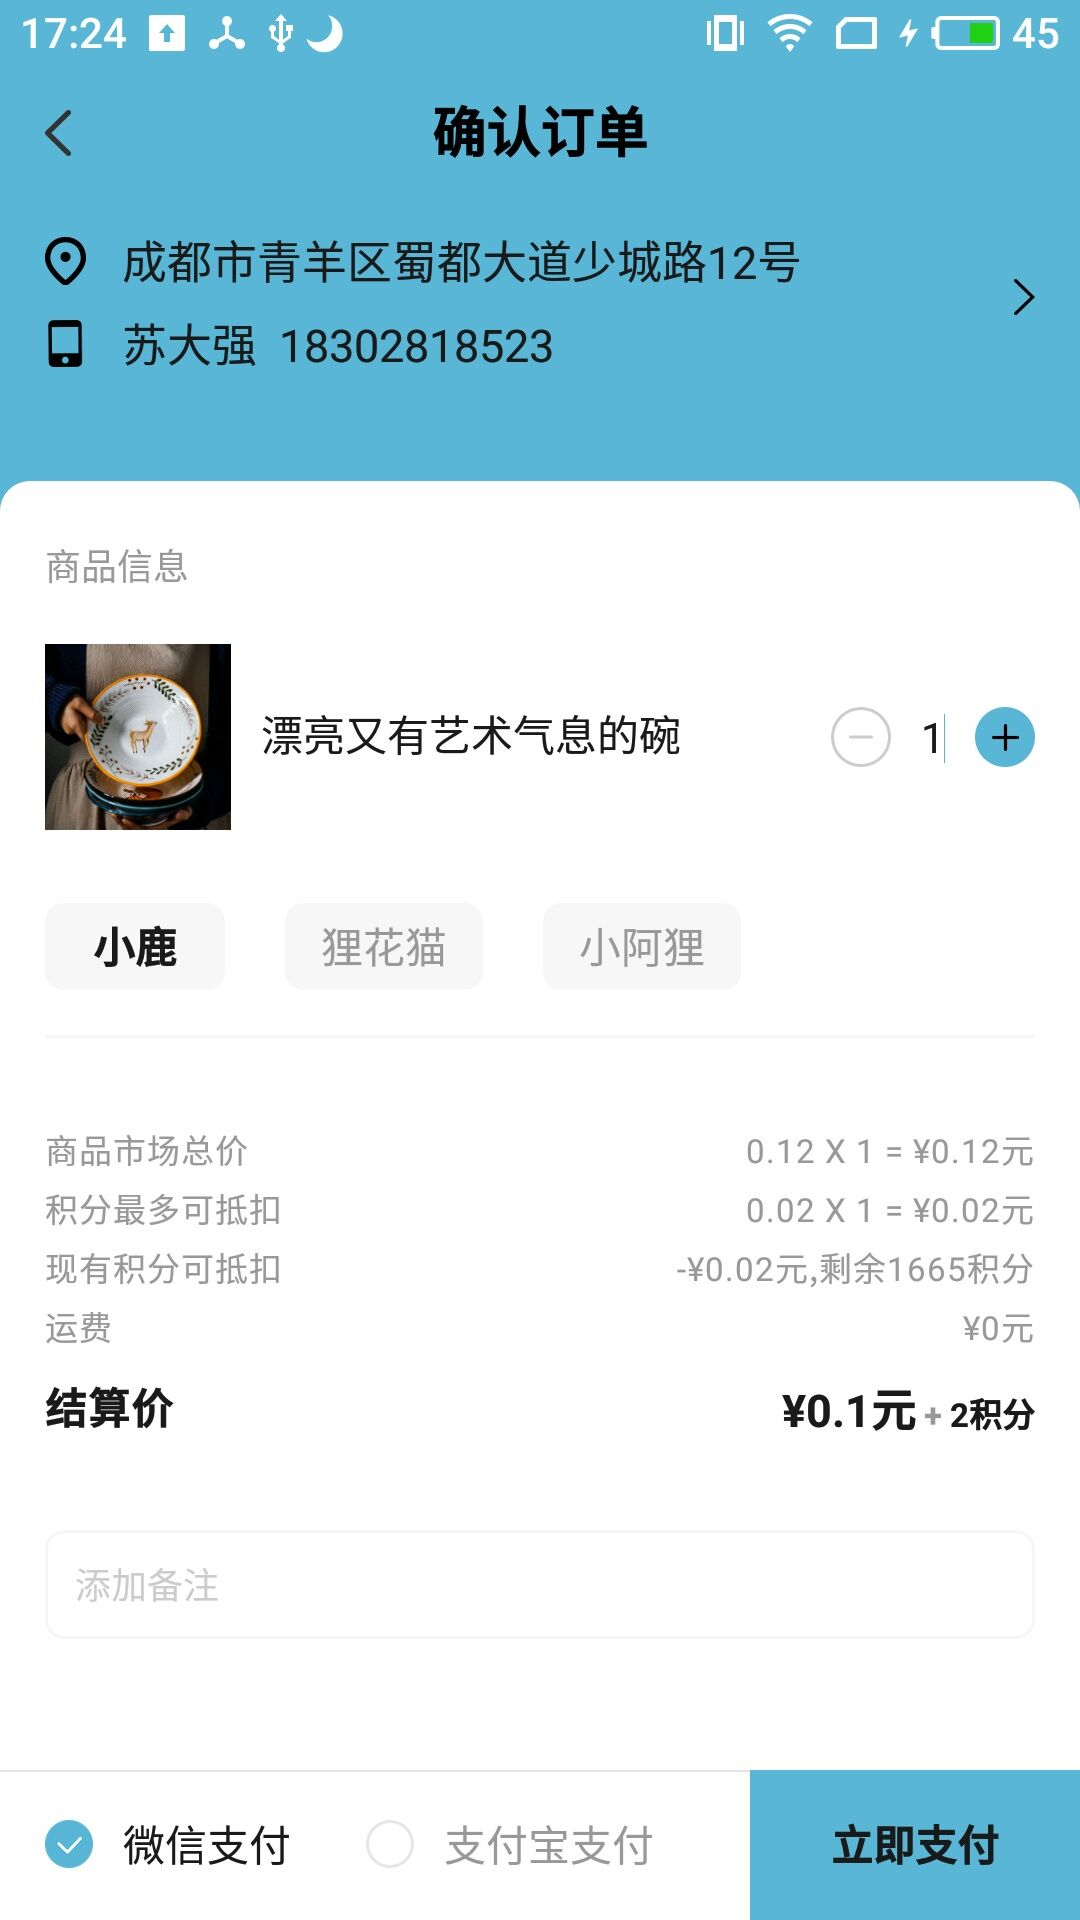 17:24
45
确认订单
成都市青羊区蜀都大道少城路12号
苏大强 18302818523
商品信息
漂亮又有艺术气息的碗
1
小鹿 狸花猫 小阿狸
商品市场总价 0.12 X 1 = ¥0.12元
积分最多可抵扣 0.02 X 1 = ¥0.02元
现有积分可抵扣 -¥0.02元,剩余1665积分
运费 ¥0元
结算价 ¥0.1元 + 2积分
添加备注
微信支付 支付宝支付 立即支付